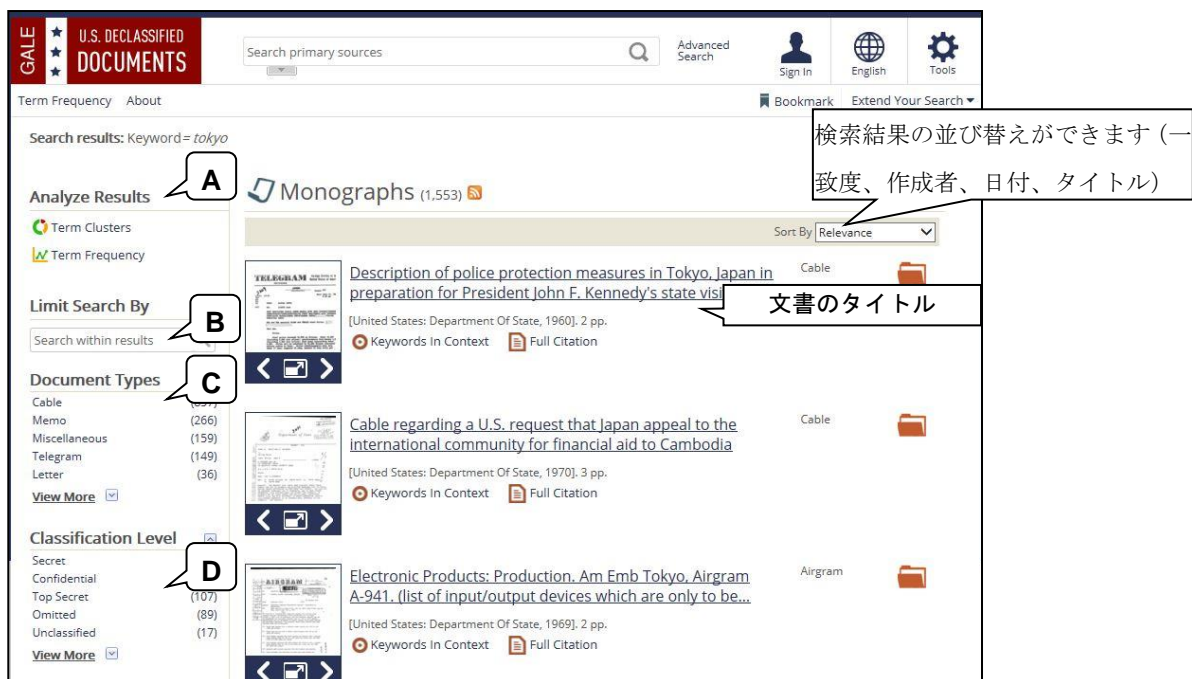 GALE
U.S. DECLASSIFIED
DOCUMENTS
Search primary sources
Advanced
Search
Sign In
English
Tools
Term Frequency About
Bookmark Extend Your Search
Search results: Keyword= tokyo
検索結果の並び替えができます(一
致度、作成者、日付、タイトル)
A
Analyze Results
Term Clusters
Term Frequency
Monographs (1,553)
Sort By Relevance
Limit Search By
B
Search within results
Document Types
C
Cable
Memo (266)
Miscellaneous (159)
Telegram (149)
Letter (36)
View More
Classification Level
D
Secret
Confidential
Top Secret (107)
Omitted (89)
Unclassified (17)
View More
TELEGRAM
Description of police protection measures in Tokyo, Japan in
preparation for President John F. Kennedy's state
文書のタイトル
Cable
[United States: Department Of State, 1960]. 2 pp.
Keywords In Context Full Citation
Cable regarding a U.S. request that Japan appeal to the
international community for financial aid to Cambodia
Cable
[United States: Department Of State, 1970]. 3 pp.
Keywords In Context Full Citation
AIRGRAM
Electronic Products: Production. Am Emb Tokyo, Airgram
A-941. (list of input/output devices which are only to be...
Airgram
[United States: Department Of State, 1969]. 2 pp.
Keywords In Context Full Citation